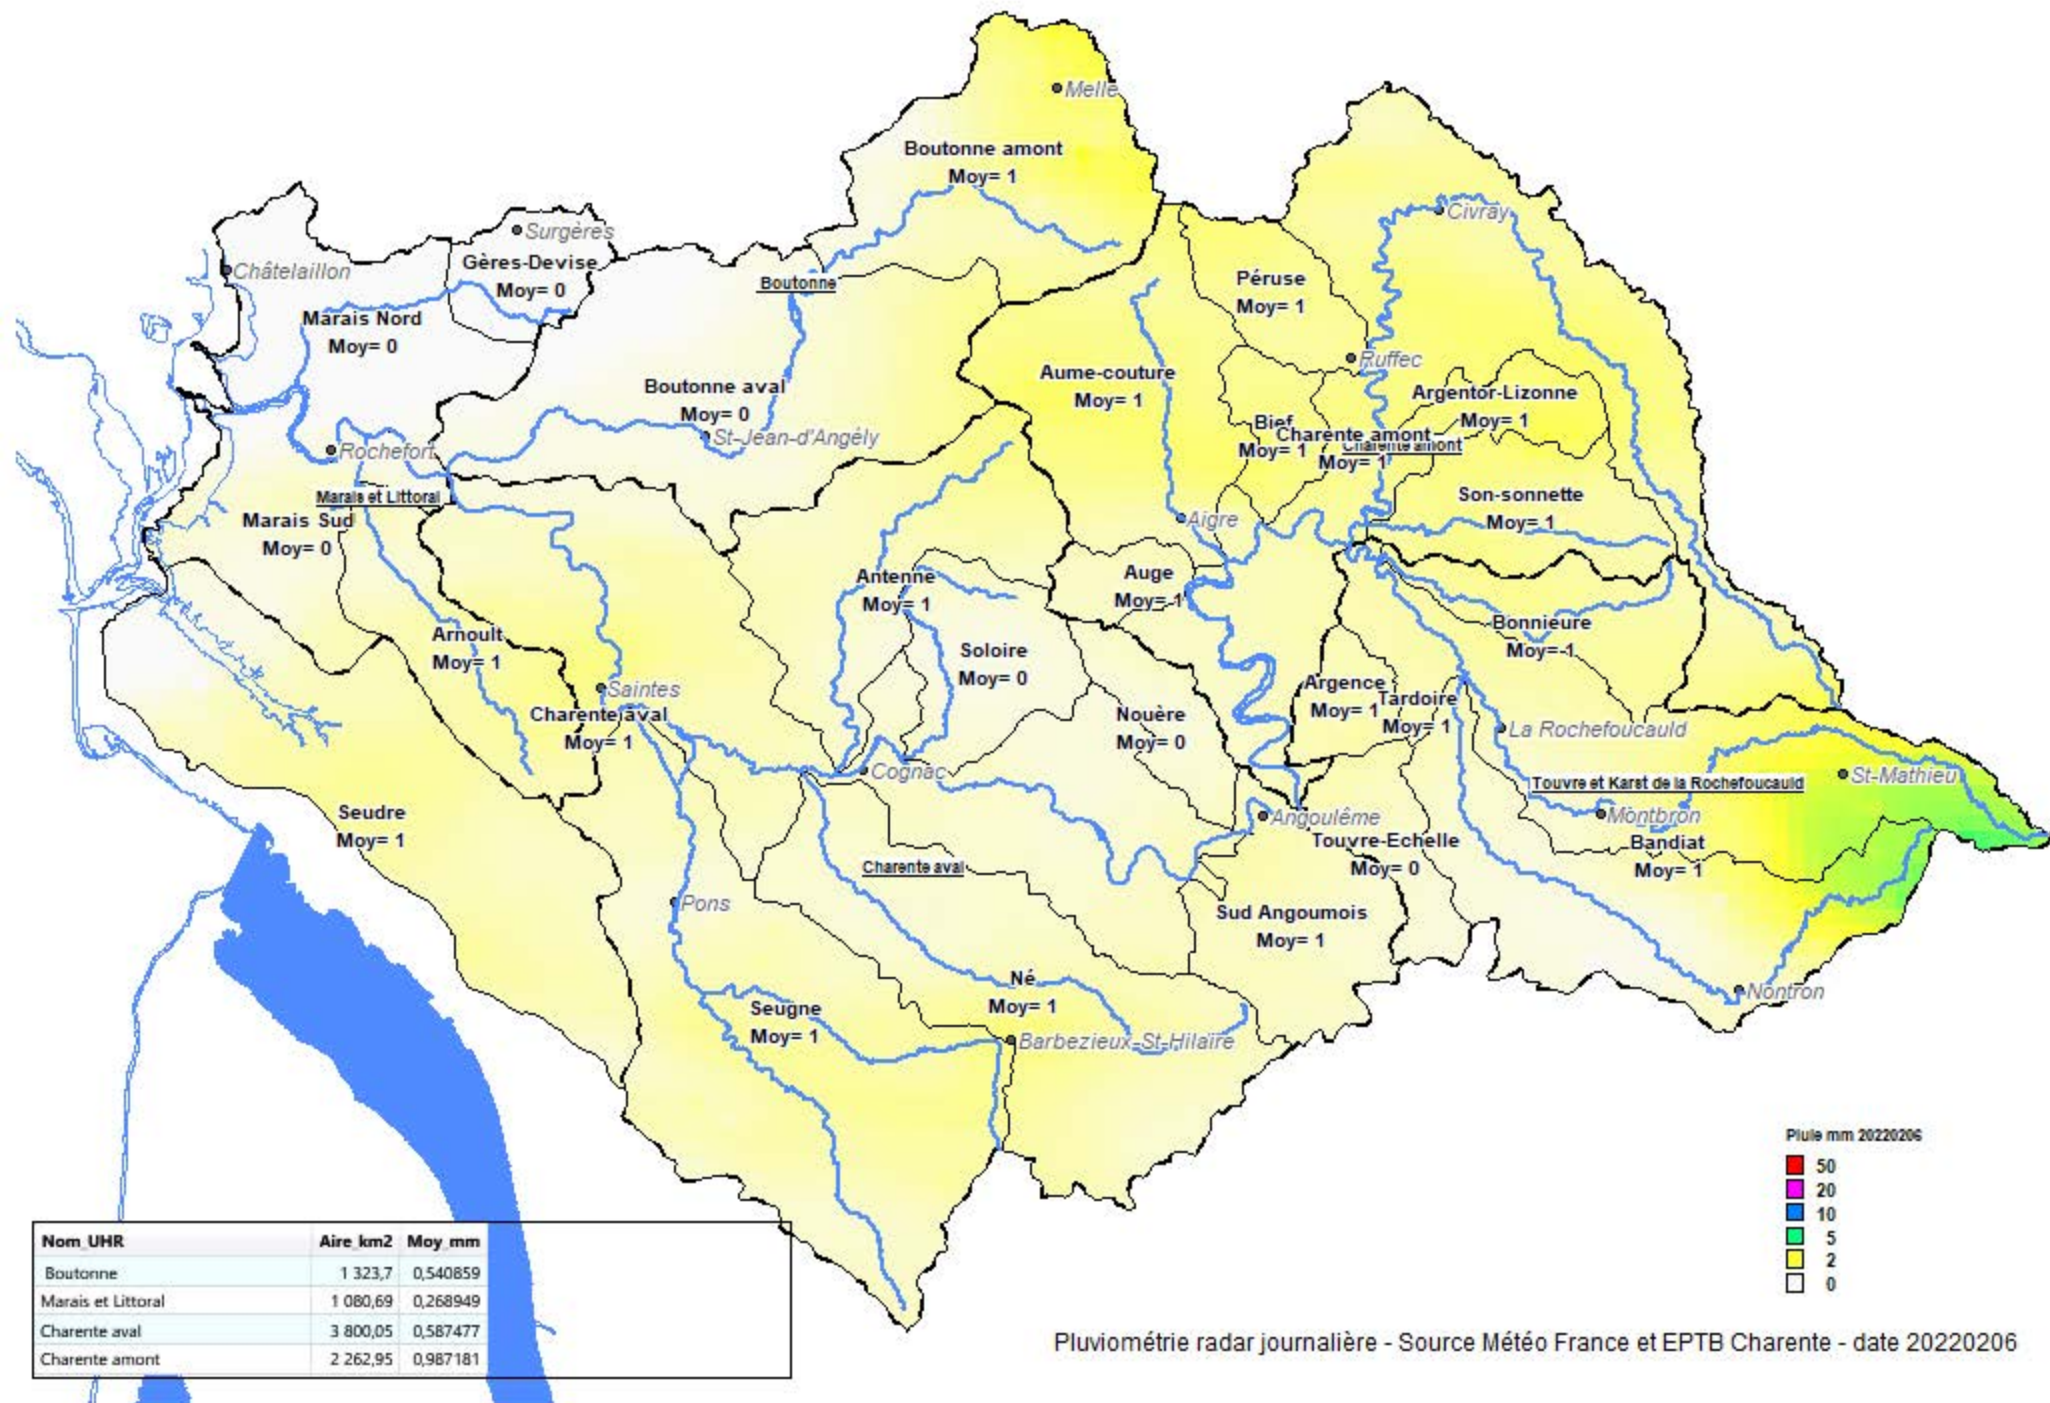 Melle
Boutonne amont
Moy= 1
Civray
Surgères
Gères-Devise
Moy= 0
Châtelaillon
Boutonne
Péruse
Moy= 1
Marais Nord
Moy= 0
Ruffec
Aume-couture
Moy= 1
Boutonne aval
Moy= 0
Argentor-Lizonne
Moy= 1
Bief
Moy= 1
Charente amont
Moy= 1
Charente amont
St-Jean-d'Angély
Rochefort
Marais et Littoral
Son-sonnette
Moy= 1
Marais Sud
Moy= 0
Aigre
Antenne
Moy= 1
Auge
Moy= 1
Arnoult
Moy= 1
Bonnieure
Moy= 1
Soloire
Moy= 0
Saintes
Argence
Moy= 1
Tardoire
Moy= 1
Charente aval
Moy= 1
Nouère
Moy= 0
La Rochefoucauld
Cognac
Touvre et Karst de la Rochefoucauld
St-Mathieu
Seudre
Moy= 1
Angoulême
Montbron
Touvre-Echelle
Moy= 0
Bandiat
Moy= 1
Charente aval
Pons
Sud Angoumois
Moy= 1
Né
Moy= 1
Nontron
Seugne
Moy= 1
Barbezieux-St-Hilaire
Pluie mm 20220206
50
20
10
5
2
0
Nom_UHR Aire_km2 Moy_mm
Boutonne 1 323,7 0,540859
Marais et Littoral 1 080,69 0,268949
Charente aval 3 800,05 0,587477
Charente amont 2 262,95 0,987181
Pluviométrie radar journalière - Source Météo France et EPTB Charente - date 20220206